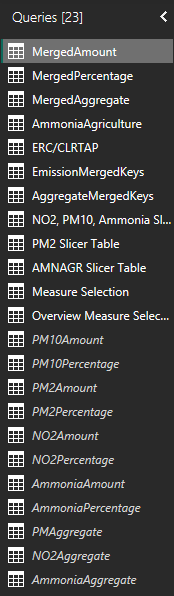 Queries [23]
MergedAmount
MergedPercentage
MergedAggregate
AmmoniaAgriculture
ERC/CLRTAP
EmissionMergedKeys
AggregateMergedKeys
NO2, PM10, Ammonia Sl...
PM2 Slicer Table
AMNAGR Slicer Table
Measure Selection
Overview Measure Selec...
PM10Amount
PM10Percentage
PM2Amount
PM2Percentage
NO2Amount
NO2Percentage
AmmoniaAmount
AmmoniaPercentage
PMAggregate
NO2Aggregate
AmmoniaAggregate